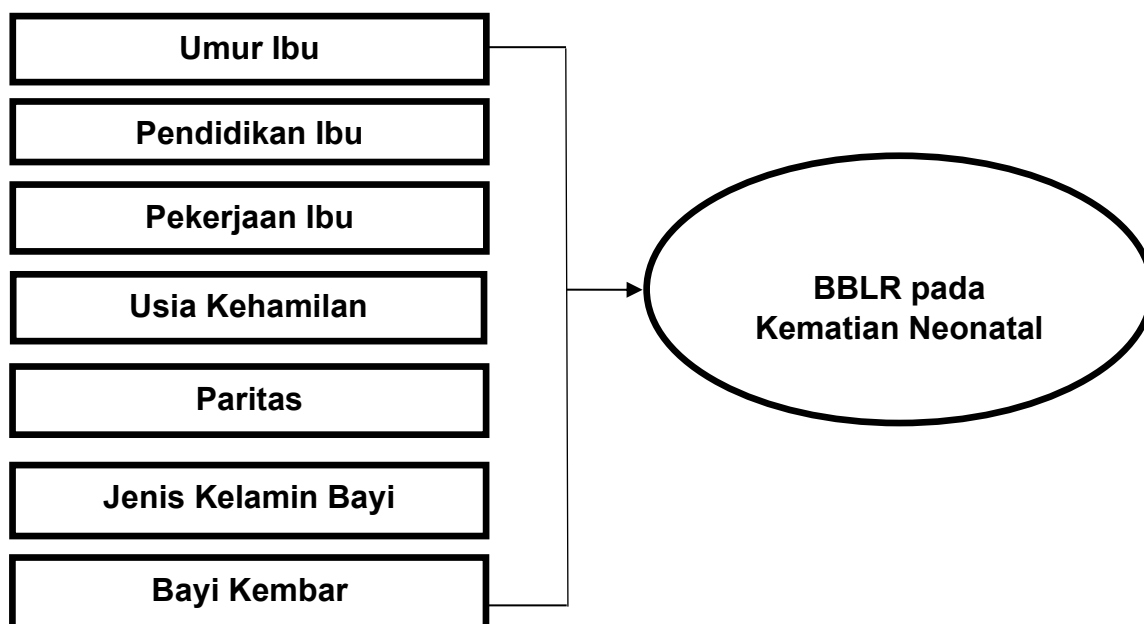 Umur Ibu
Pendidikan Ibu
Pekerjaan Ibu
Usia Kehamilan
Paritas
Jenis Kelamin Bayi
Bayi Kembar
BBLR pada
Kematian Neonatal